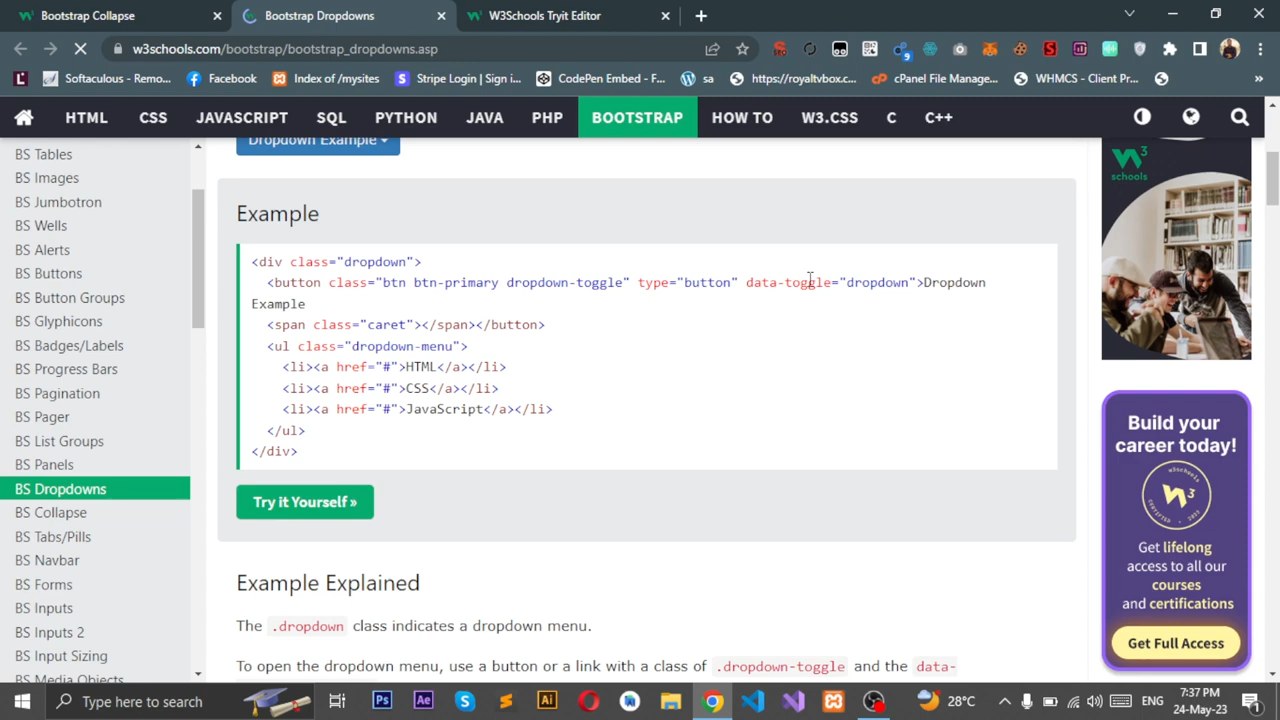 Bootstrap Collapse
Bootstrap Dropdowns
W3Schools Tryit Editor
w3schools.com/bootstrap/bootstrap_dropdowns.asp
9
Softaculous - Remo...
Facebook
Index of /mysites
Stripe Login | Sign i...
CodePen Embed - F...
sa
https://royaltvbox.c...
cPanel File Manage...
WHMCS - Client Pr...
»
HTML
CSS
JAVASCRIPT
SQL
PYTHON
JAVA
PHP
BOOTSTRAP
HOW TO
W3.CSS
C
C++
BS Tables
BS Images
BS Jumbotron
BS Wells
BS Alerts
BS Buttons
BS Button Groups
BS Glyphicons
BS Badges/Labels
BS Progress Bars
BS Pagination
BS Pager
BS List Groups
BS Panels
BS Dropdowns
BS Collapse
BS Tabs/Pills
BS Navbar
BS Forms
BS Inputs
BS Inputs 2
BS Input Sizing
BS Media Objects
Dropdown Example
Example
<div class="dropdown">
<button class="btn btn-primary dropdown-toggle" type="button" data-toggle="dropdown">Dropdown
Example
<span class="caret"></span></button>
<ul class="dropdown-menu">
<li><a href="#">HTML</a></li>
<li><a href="#">CSS</a></li>
<li><a href="#">JavaScript</a></li>
</ul>
</div>
Try it Yourself »
Example Explained
The .dropdown class indicates a dropdown menu.
To open the dropdown menu, use a button or a link with a class of .dropdown-toggle and the data-
schools
Build your
career today!
Get lifelong
access to all our
courses
and certifications
Get Full Access
Type here to search
Ps
Ae
Ai
28°C
ENG
7:37 PM
24-May-23
1